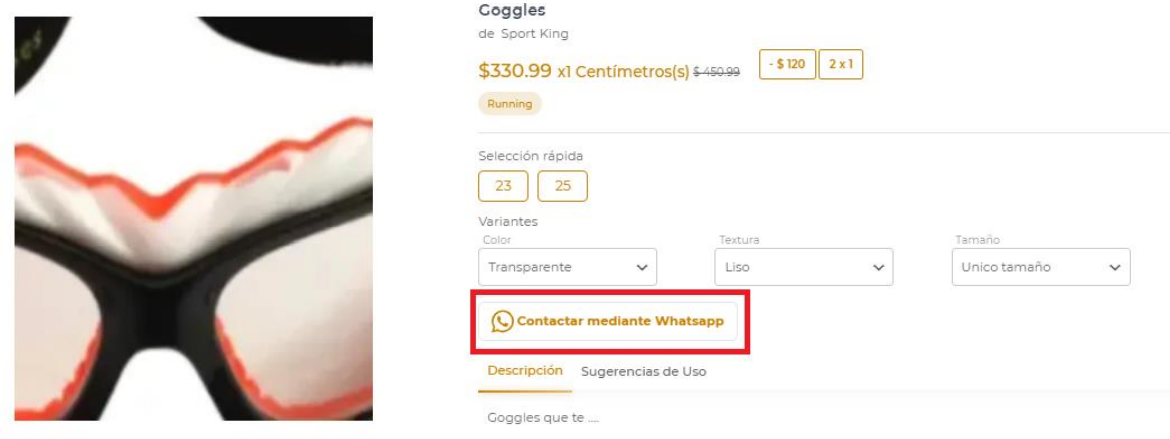 Goggles
de Sport King
$330.99 x1 Centímetros(s) $ 450.99 - $ 120 2 x 1
Running
Selección rápida
23 25
Variantes
Color Textura Tamaño
Transparente Liso Unico tamaño
Contactar mediante Whatsapp
Descripción Sugerencias de Uso
Goggles que te ....